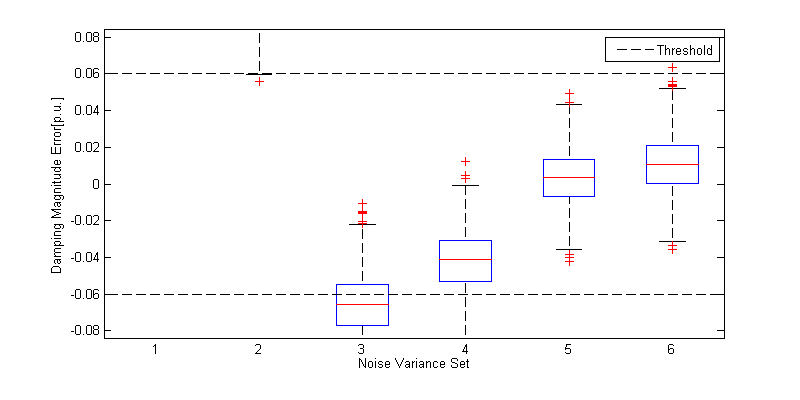 0.08
0.06
0.04
0.02
0
-0.02
-0.04
-0.06
-0.08
Damping Magnitude Error[p.u.]
Threshold
1 2 3 4 5 6
Noise Variance Set